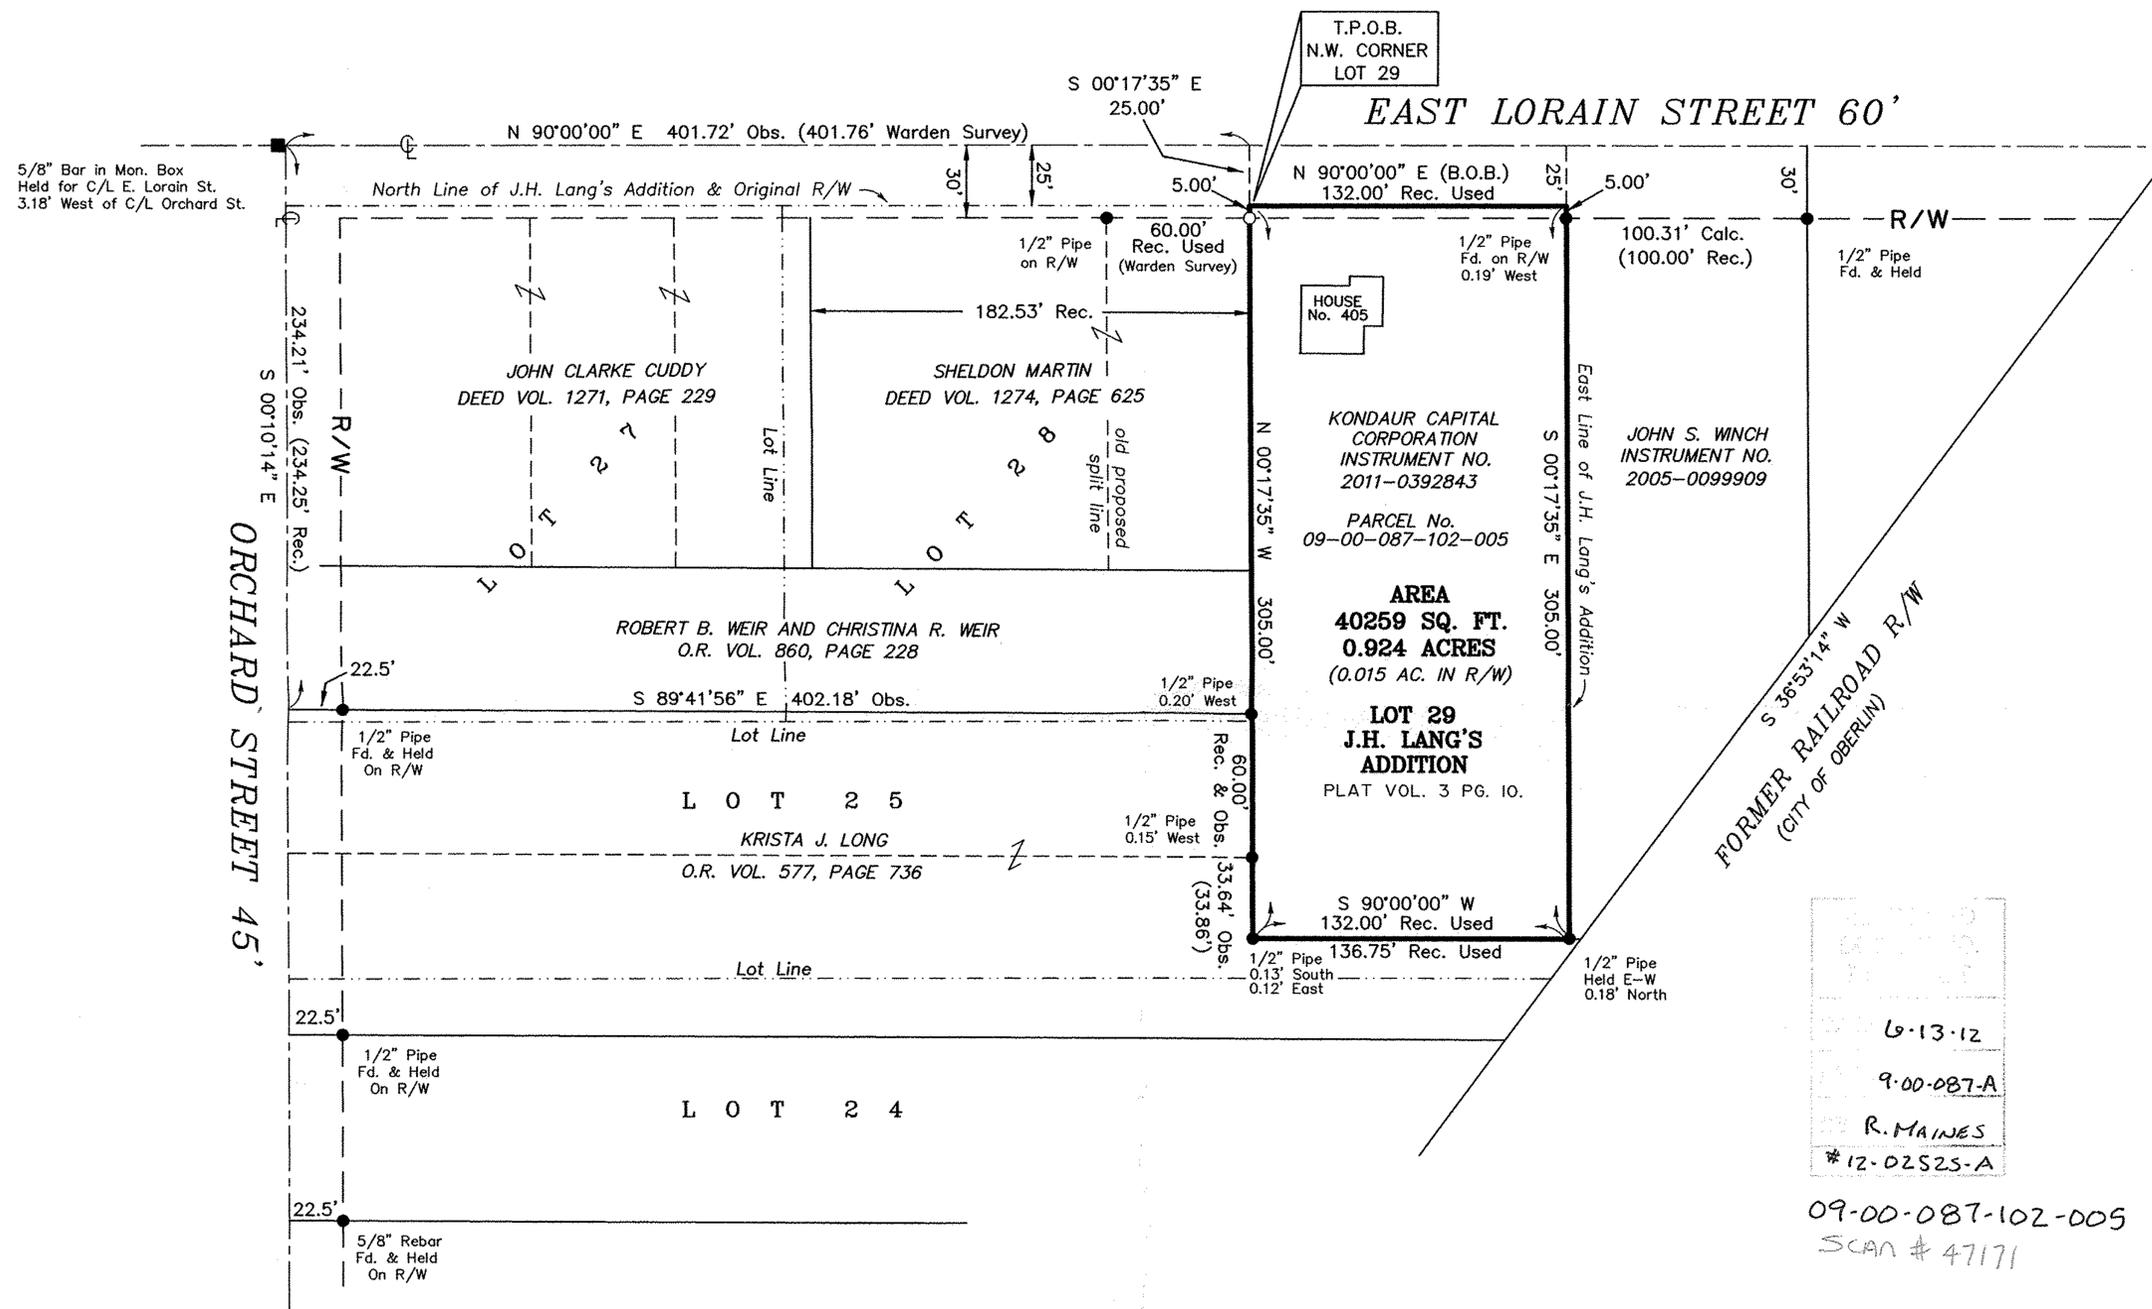 T.P.O.B.
N.W. CORNER
LOT 29
S 00°17'35" E
25.00'
EAST LORAIN STREET 60'
N 90°00'00" E 401.72' Obs. (401.76' Warden Survey)
C
L
5/8" Bar in Mon. Box
Held for C/L E. Lorain St.
3.18' West of C/L Orchard St.
North Line of J.H. Lang's Addition & Original R/W
30'
25'
5.00'
N 90°00'00" E (B.O.B.)
132.00' Rec. Used
25'
5.00'
30'
C
L
1/2" Pipe
on R/W
60.00'
Rec. Used
(Warden Survey)
1/2" Pipe
Fd. on R/W
0.19' West
100.31' Calc.
(100.00' Rec.)
R/W
1/2" Pipe
Fd. & Held
182.53' Rec.
HOUSE
No. 405
234.21' Obs. (234.25' Rec.)
S 00°10'14" E
R/W
JOHN CLARKE CUDDY
DEED VOL. 1271, PAGE 229
LOT 27
Lot Line
SHELDON MARTIN
DEED VOL. 1274, PAGE 625
LOT 28
old proposed
split line
N 00°17'35" W 305.00'
KONDAUR CAPITAL
CORPORATION
INSTRUMENT NO.
2011-0392843
PARCEL No.
09-00-087-102-005
AREA
40259 SQ. FT.
0.924 ACRES
(0.015 AC. IN R/W)
LOT 29
J.H. LANG'S
ADDITION
PLAT VOL. 3 PG. 10.
S 00°17'35" E 305.00'
East Line of J.H. Lang's Addition
JOHN S. WINCH
INSTRUMENT NO.
2005-0099909
S 36°53'14" W
FORMER RAILROAD R/W
(CITY OF OBERLIN)
ORCHARD STREET 45'
ROBERT B. WEIR AND CHRISTINA R. WEIR
O.R. VOL. 860, PAGE 228
22.5'
S 89°41'56" E 402.18' Obs.
1/2" Pipe
0.20' West
1/2" Pipe
Fd. & Held
On R/W
Lot Line
60.00'
Rec. & Obs.
LOT 25
1/2" Pipe
0.15' West
KRISTA J. LONG
O.R. VOL. 577, PAGE 736
33.64' Obs.
(33.86')
S 90°00'00" W
132.00' Rec. Used
136.75' Rec. Used
1/2" Pipe
0.13' South
0.12' East
1/2" Pipe
Held E-W
0.18' North
Lot Line
22.5'
1/2" Pipe
Fd. & Held
On R/W
LOT 24
22.5'
5/8" Rebar
Fd. & Held
On R/W
6-13-12
9-00-087-A
R. MAINES
#12-02525-A
09-00-087-102-005
SCAN # 47171